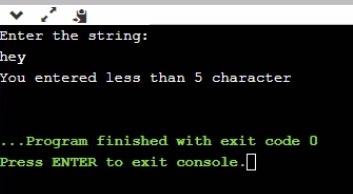 Enter the string:
hey
You entered less than 5 character
...Program finished with exit code 0
Press ENTER to exit console.